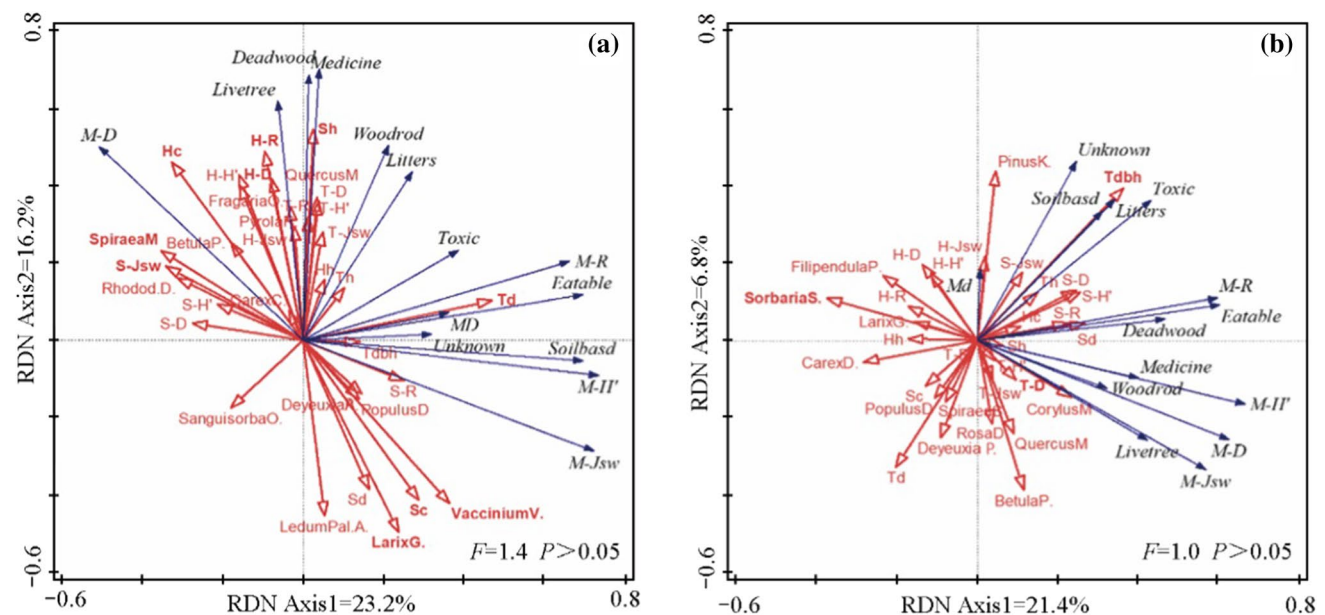 (a)
0.8
RDN Axis2=16.2%
−0.6
Deadwood
Medicine
Livetree
M-D
Hc
H-R
Sh
Woodrod
Litters
H-H'
H-D
QuercusM
FragariaO.
T-R
T-D
T-H'
PyrolaI
H-Jsw
T-Jsw
SpiraeaM
BetulaP.
Toxic
S-Jsw
Hh
Th
M-R
Rhodod.D.
Eatable
S-H'
CarexC.
Td
S-D
MD
Unknown
Tdbh
Soilbasd
M-H'
S-R
DeyeuxiaP.
PopulusD
SanguisorbaO.
M-Jsw
Sd
Sc
VacciniumV.
LedumPal.A.
LarixG.
F=1.4 P>0.05
−0.6
RDN Axis1=23.2%
0.8
(b)
0.8
RDN Axis2=6.8%
−0.6
Unknown
PinusK.
Tdbh
Toxic
Soilbasd
Litters
H-Jsw
H-D
H-H'
S-Jsw
FilipendulaP.
Md
Th
S-D
S-H'
M-R
SorbariaS.
H-R
Eatable
LarixG.
Hc
S-R
Deadwood
Hh
Sh
Sd
CarexD.
Medicine
T-D
Woodrod
Sc
T-Jsw
CorylusM
M-H'
PopulusD
RosaD
QuercusM
Deyeuxia P.
Livetree
M-D
Td
M-Jsw
BetulaP.
F=1.0 P>0.05
−0.6
RDN Axis1=21.4%
0.8